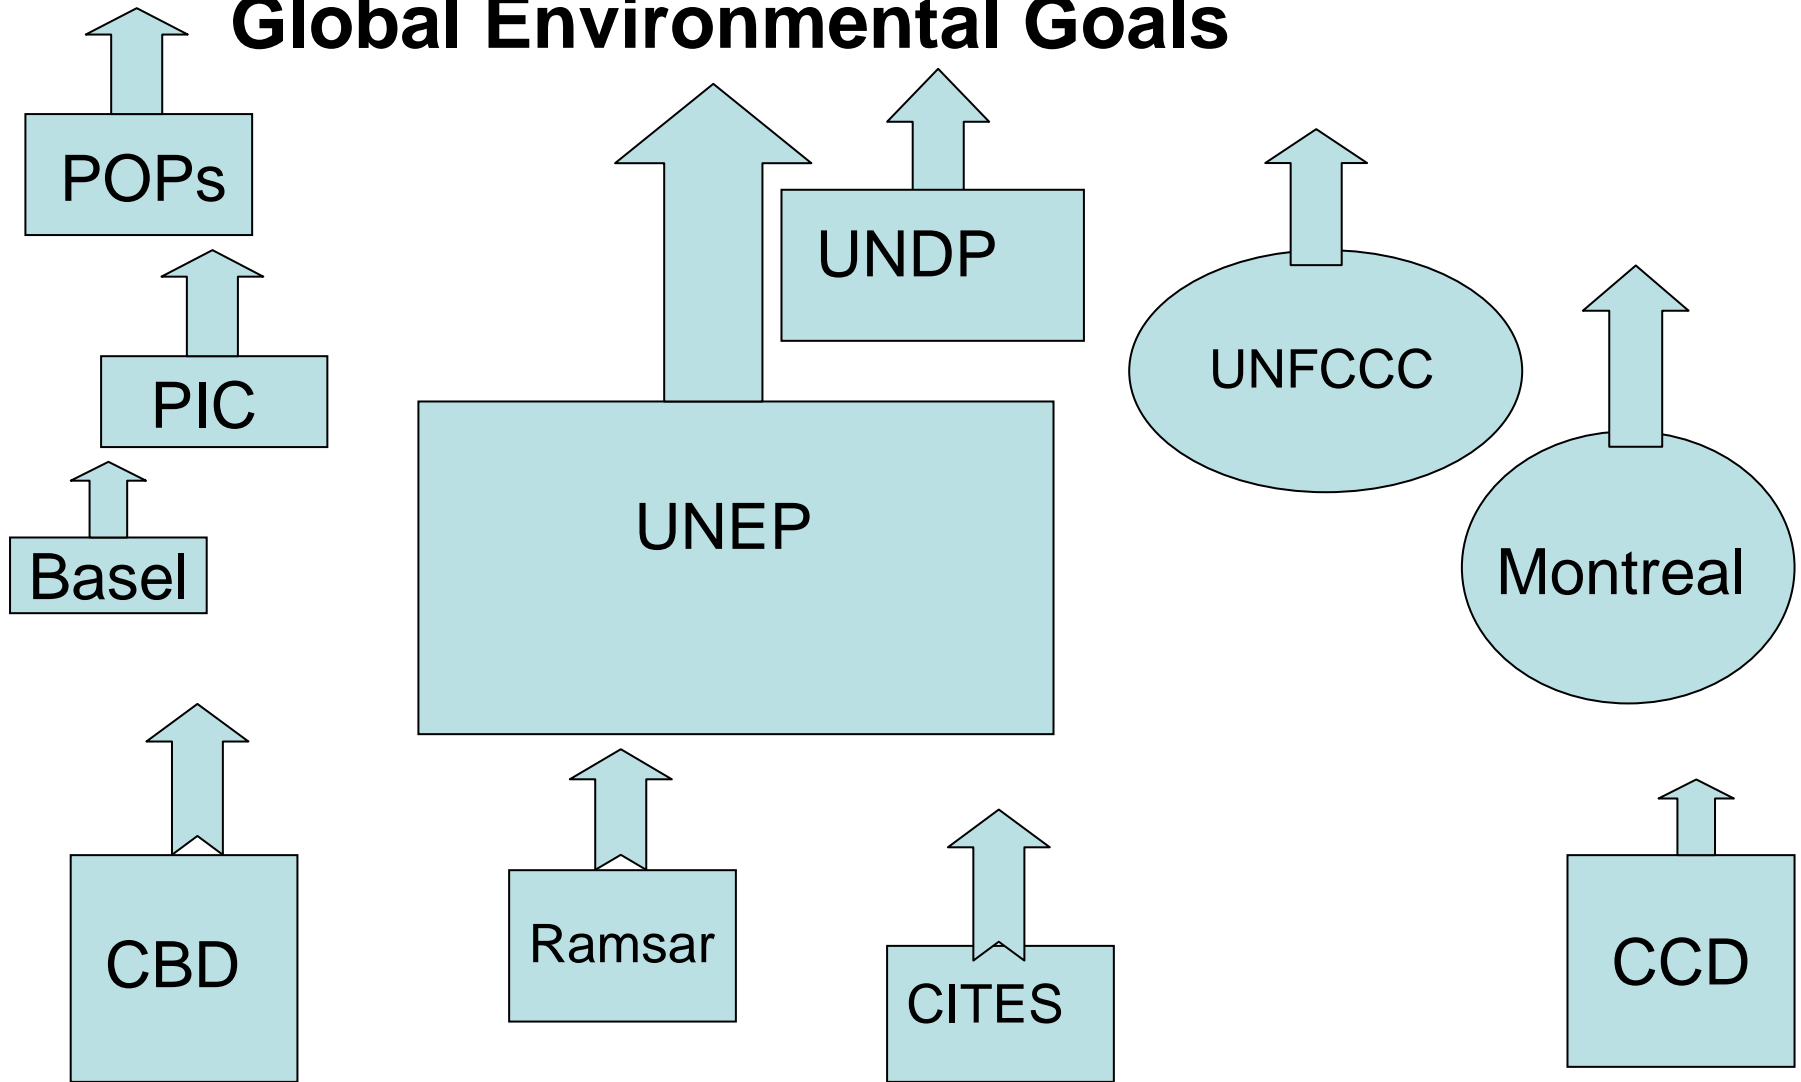 Global Environmental Goals
POPs
UNDP
UNFCCC
PIC
UNEP
Basel
Montreal
CBD
Ramsar
CITES
CCD